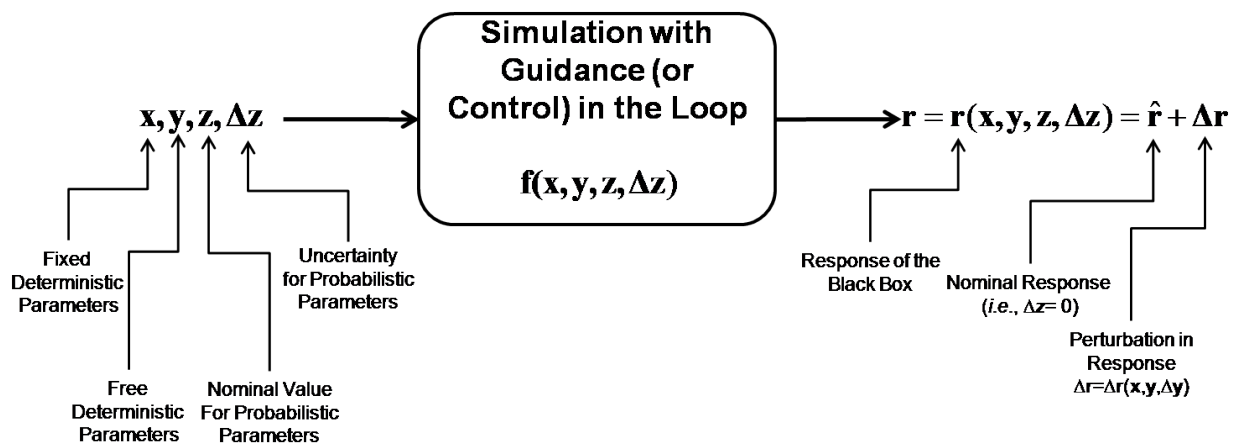 Simulation with
Guidance (or
Control) in the Loop
f(x, y, z, Δz)
x, y, z, Δz
r = r(x, y, z, Δz) = r̂ + Δr
Fixed
Deterministic
Parameters
Uncertainty
for Probabilistic
Parameters
Free
Deterministic
Parameters
Nominal Value
For Probabilistic
Parameters
Response of the
Black Box
Nominal Response
(i.e., Δz= 0)
Perturbation in
Response
Δr=Δr(x,y,Δy)